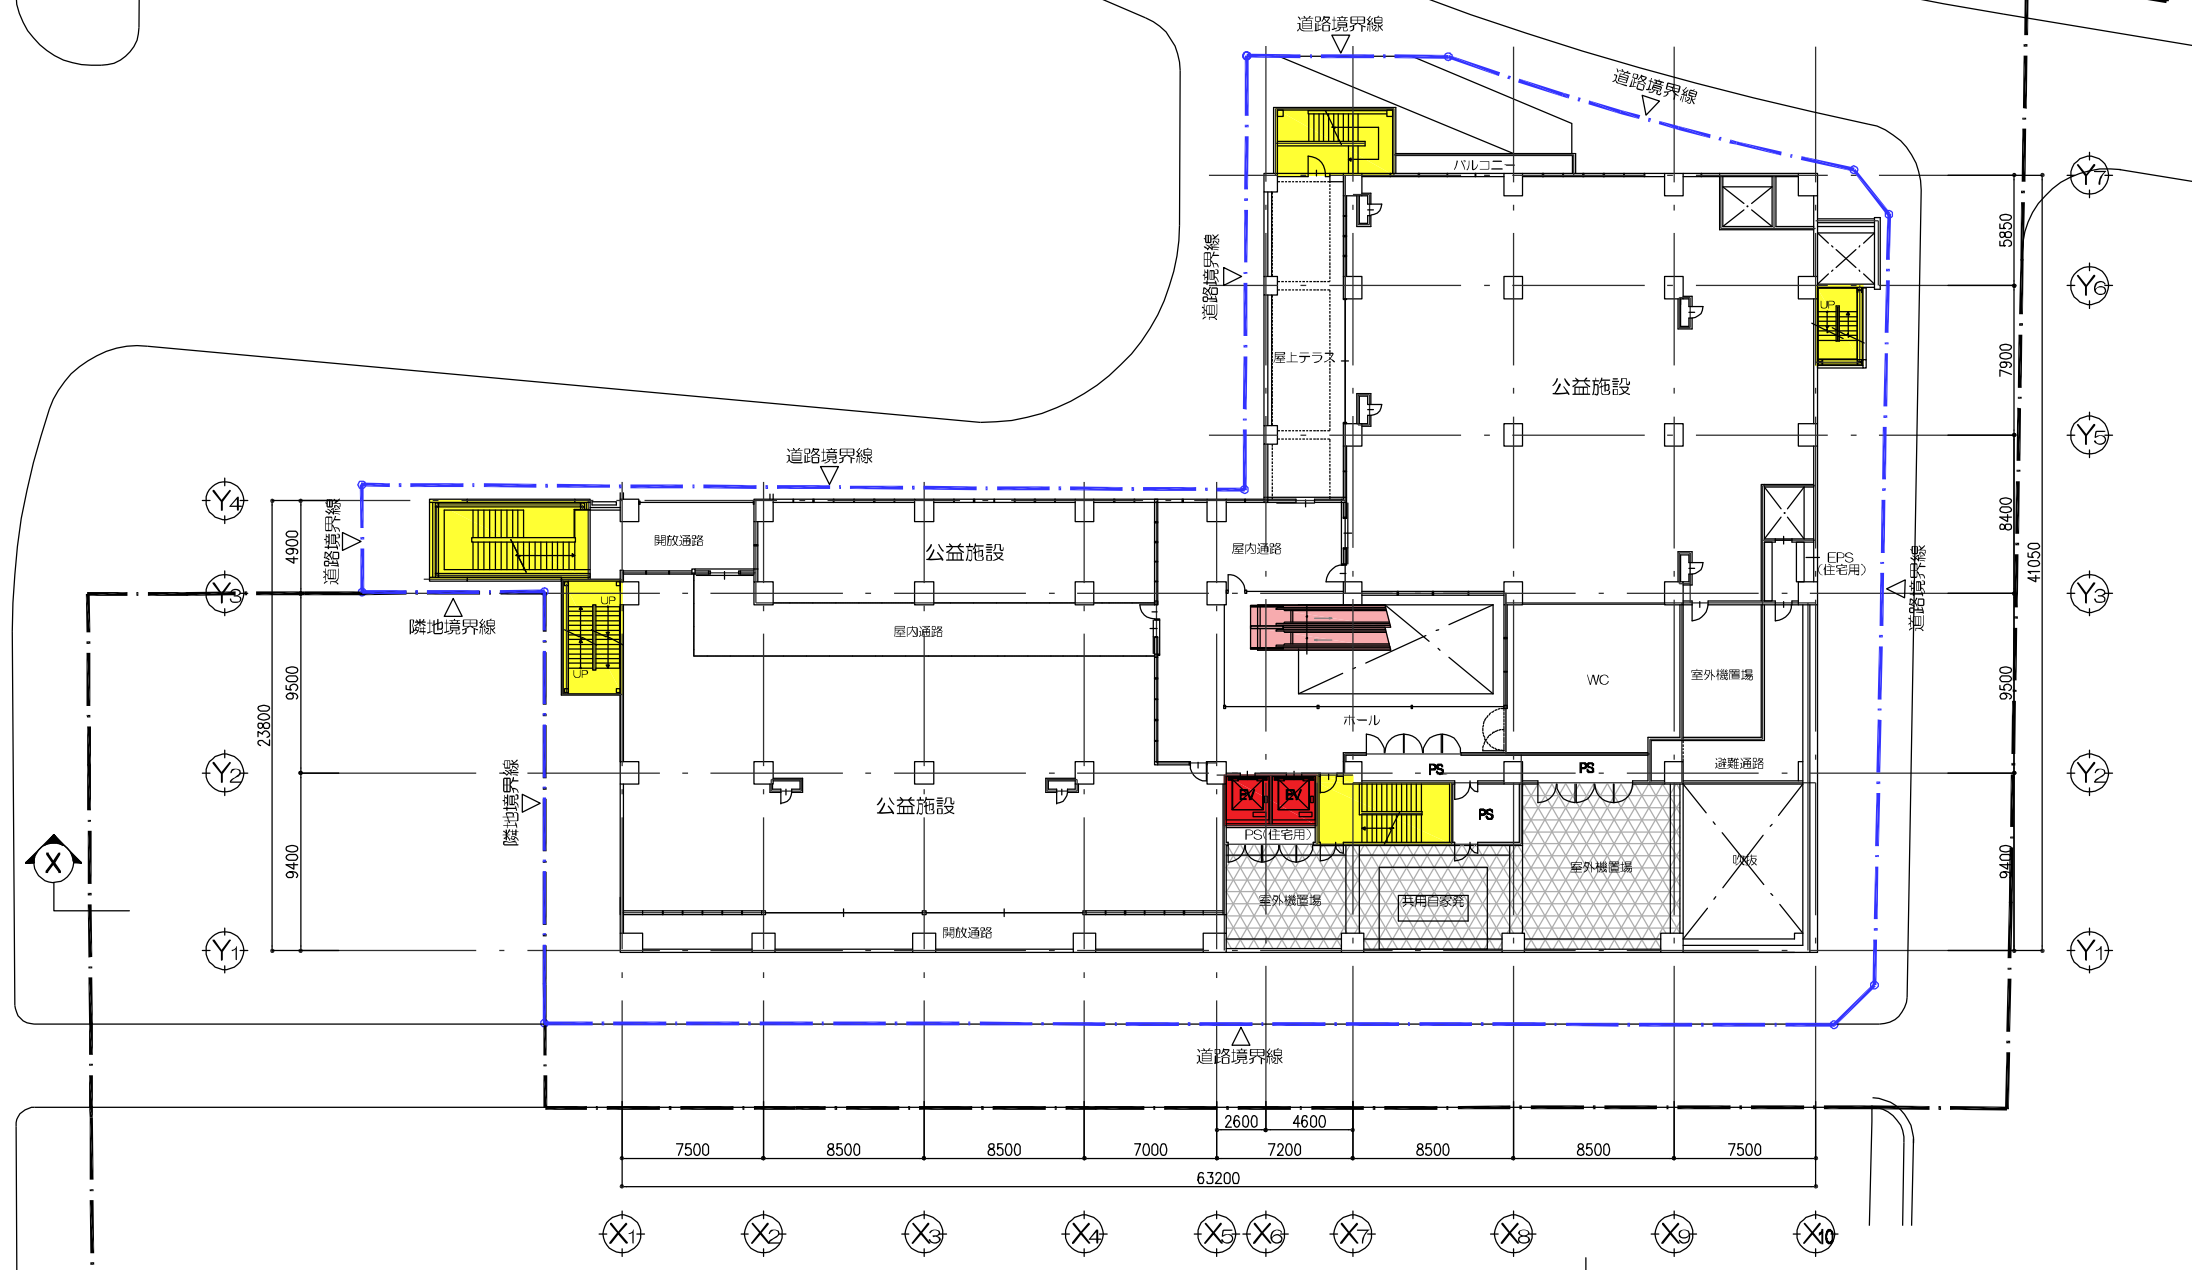 道路境界線
道路境界線
バルコニー
Y7
5850
道路境界線
Y6
UP
屋上テラス
7900
公益施設
Y5
道路境界線
Y4
Y3
4900
道路境界線
開放通路
公益施設
屋内通路
8400
41050
EPS
(住宅用)
道路境界線
Y3
UP
隣地境界線
屋内通路
UP
9500
23800
WC
室外機置場
9500
ホール
Y2
PS
PS
避難通路
Y2
隣地境界線
公益施設
EV
EV
PS
PS(住宅用)
X
9400
吹抜
9400
室外機置場
室外機置場
共用自家発
開放通路
Y1
Y1
道路境界線
2600
4600
7500
8500
8500
7000
7200
8500
8500
7500
63200
X1
X2
X3
X4
X5
X6
X7
X8
X9
X10